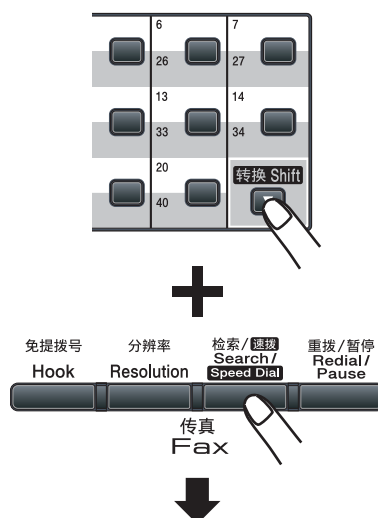 6 7
26 27
13 14
33 34
20
40
转换 Shift
免提拨号 分辨率 检索/速拨 重拨/暂停
Hook Resolution Search/ Redial/
Speed Dial Pause
传真
Fax